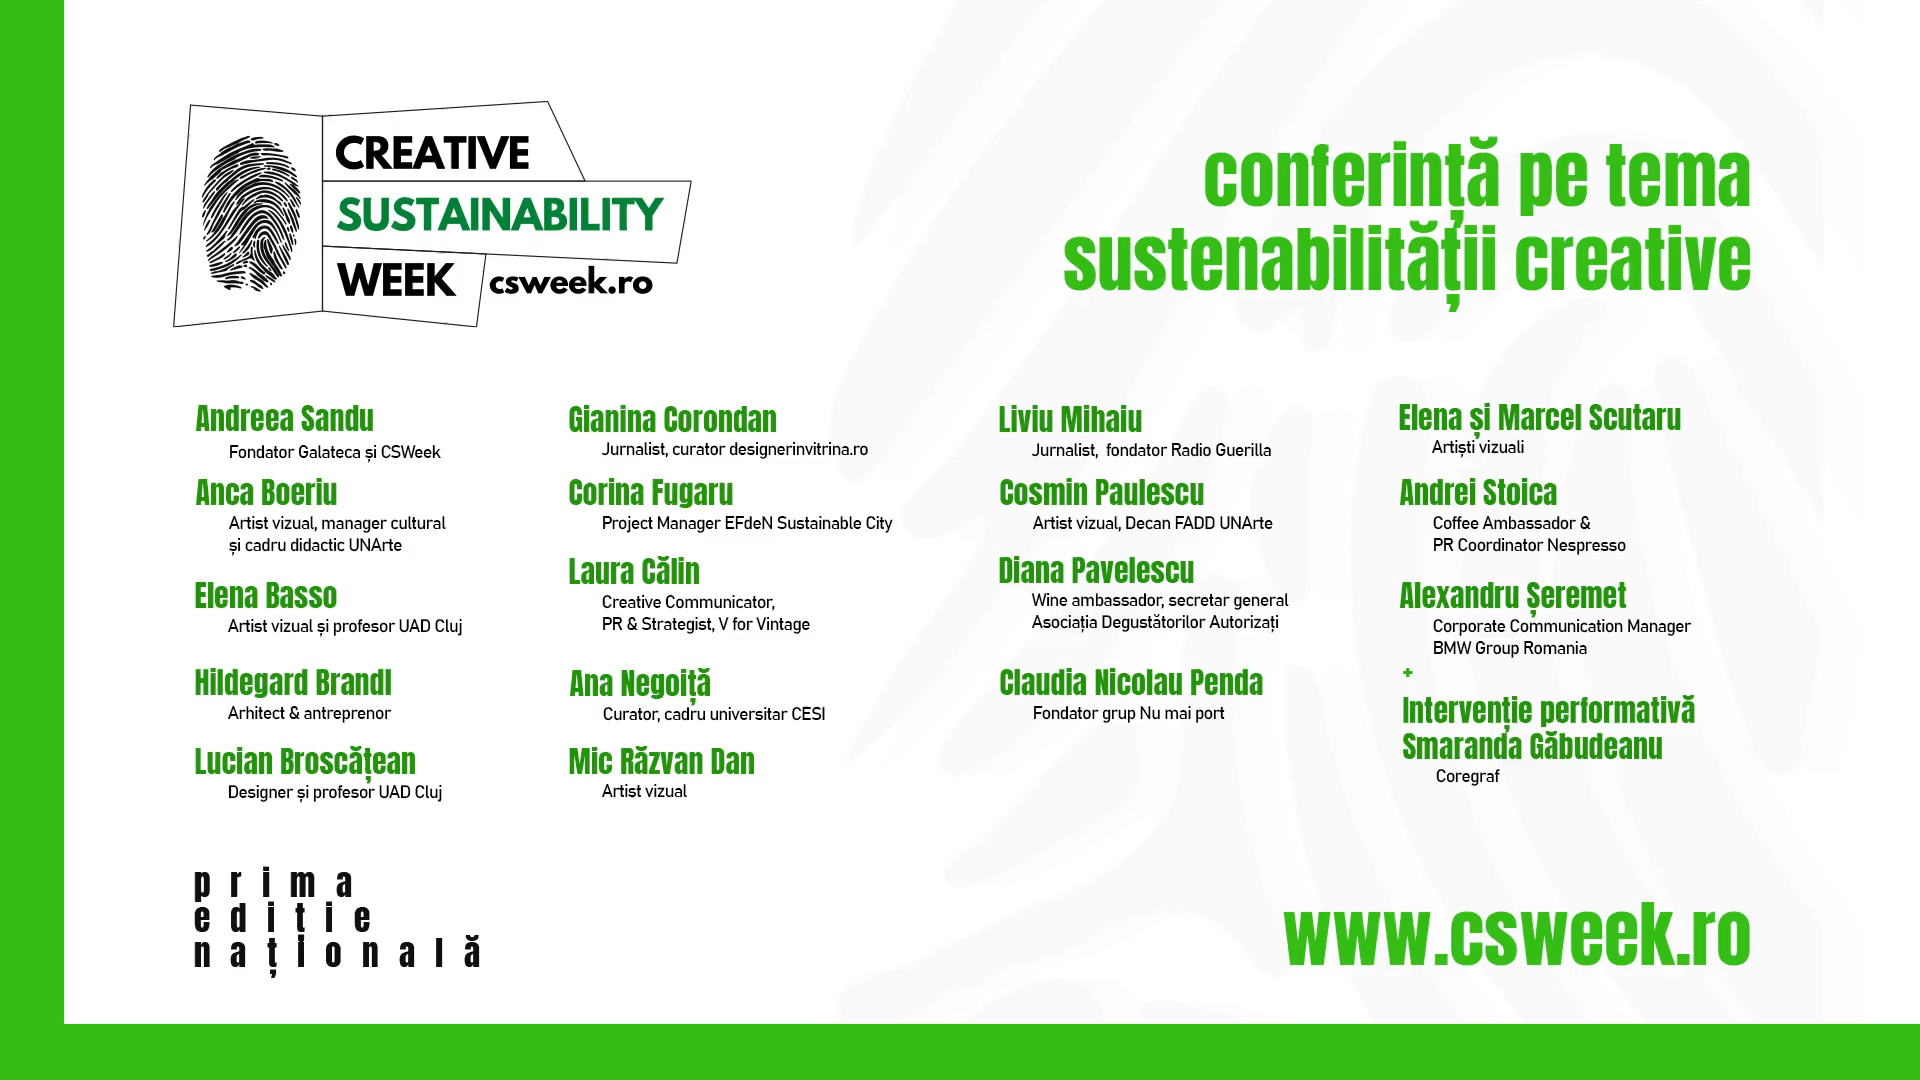 CREATIVE
SUSTAINABILITY
WEEK csweek.ro
conferință pe tema
sustenabilității creative
Andreea Sandu
Fondator Galateca și CSWeek
Anca Boeriu
Artist vizual, manager cultural
și cadru didactic UNArte
Elena Basso
Artist vizual și profesor UAD Cluj
Hildegard Brandl
Arhitect & antreprenor
Lucian Broscățean
Designer și profesor UAD Cluj
Gianina Corondan
Jurnalist, curator designerinvitrina.ro
Corina Fugaru
Project Manager EFdeN Sustainable City
Laura Călin
Creative Communicator,
PR & Strategist, V for Vintage
Ana Negoiță
Curator, cadru universitar CESI
Mic Răzvan Dan
Artist vizual
Liviu Mihaiu
Jurnalist, fondator Radio Guerilla
Cosmin Paulescu
Artist vizual, Decan FADD UNArte
Diana Pavelescu
Wine ambassador, secretar general
Asociația Degustătorilor Autorizați
Claudia Nicolau Penda
Fondator grup Nu mai port
Elena și Marcel Scutaru
Artiști vizuali
Andrei Stoica
Coffee Ambassador &
PR Coordinator Nespresso
Alexandru Șeremet
Corporate Communication Manager
BMW Group Romania
+
Intervenție performativă
Smaranda Găbudeanu
Coregraf
prima
ediție
națională
www.csweek.ro